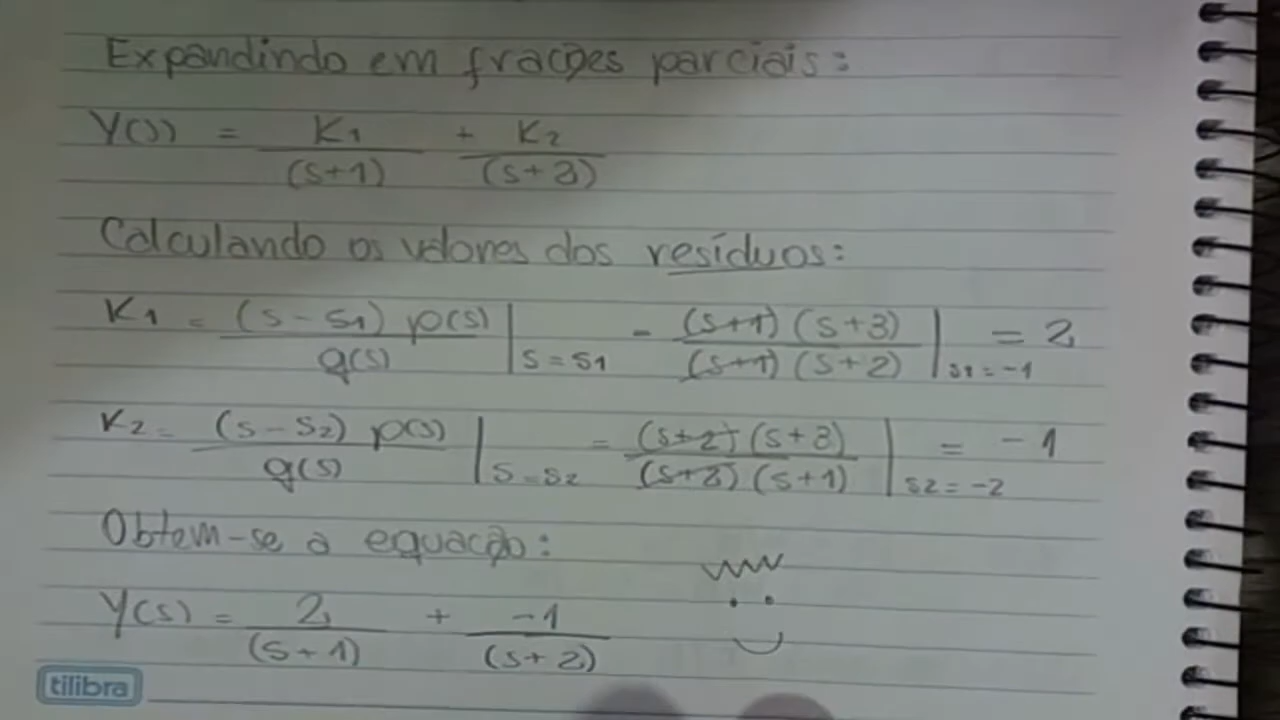 Expandindo em frações parciais:
Y(s) = K1/(s+1) + K2/(s+2)
Calculando os valores dos resíduos:
K1 = (s-s1) p(s)/q(s) |s=s1 = (s+1)(s+3)/(s+1)(s+2) |s1=-1 = 2
K2 = (s-s2) p(s)/q(s) |s=s2 = (s+2)(s+3)/(s+2)(s+1) |s2=-2 = -1
Obtem-se a equação:
Y(s) = 2/(s+1) + -1/(s+2)
tilibra